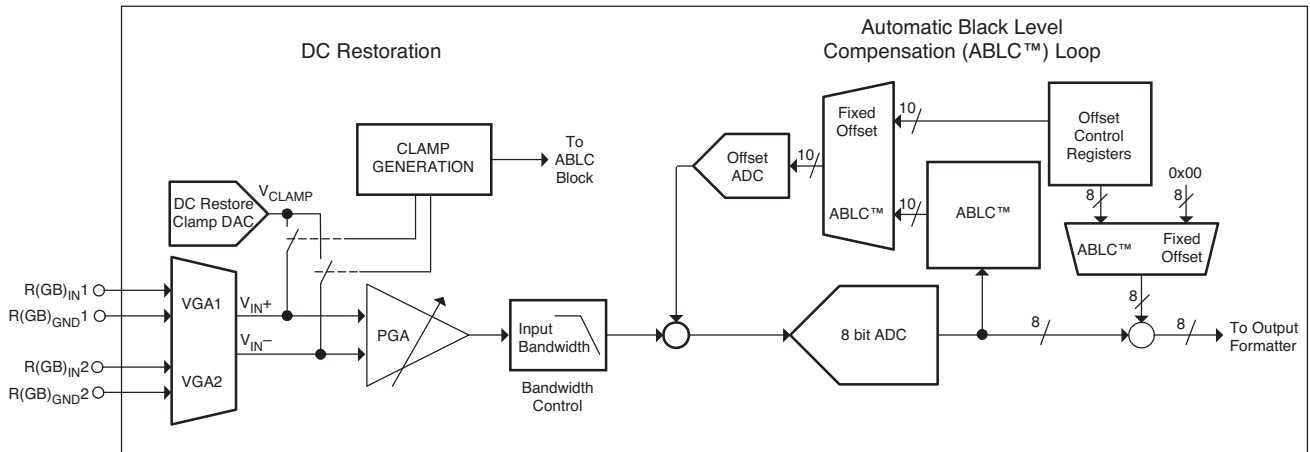 DC Restoration
Automatic Black Level
Compensation (ABLC™) Loop
CLAMP
GENERATION
To
ABLC
Block
DC Restore
Clamp DAC
VCLAMP
R(GB)IN1
R(GB)GND1
R(GB)IN2
R(GB)GND2
VGA1
VGA2
VIN+
VIN–
PGA
Input
Bandwidth
Bandwidth
Control
Offset
ADC
10
Fixed
Offset
ABLC™
10
10
ABLC™
Offset
Control
Registers
8
0x00
8
ABLC™
Fixed
Offset
8
8 bit ADC
8
8
To Output
Formatter